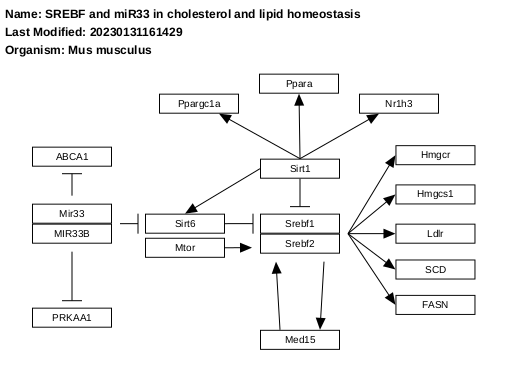 Name: SREBF and miR33 in cholesterol and lipid homeostasis
Last Modified: 20230131161429
Organism: Mus musculus
Ppara
Ppargc1a
Nr1h3
ABCA1
Hmgcr
Sirt1
Hmgcs1
Mir33
MIR33B
Sirt6
Mtor
Srebf1
Srebf2
Ldlr
SCD
FASN
PRKAA1
Med15